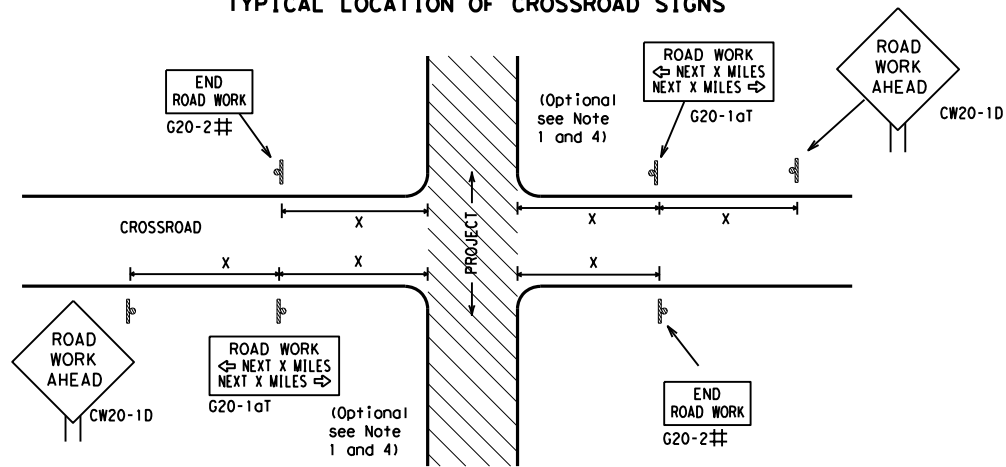 TYPICAL LOCATION OF CROSSROAD SIGNS
END
ROAD WORK
G20-2#
(Optional
see Note
1 and 4)
ROAD WORK
⇦ NEXT X MILES
NEXT X MILES ⇨
G20-1aT
ROAD
WORK
AHEAD
CW20-1D
CROSSROAD
X
X
X
PROJECT
X
X
X
ROAD
WORK
AHEAD
CW20-1D
ROAD WORK
⇦ NEXT X MILES
NEXT X MILES ⇨
G20-1aT
(Optional
see Note
1 and 4)
END
ROAD WORK
G20-2#